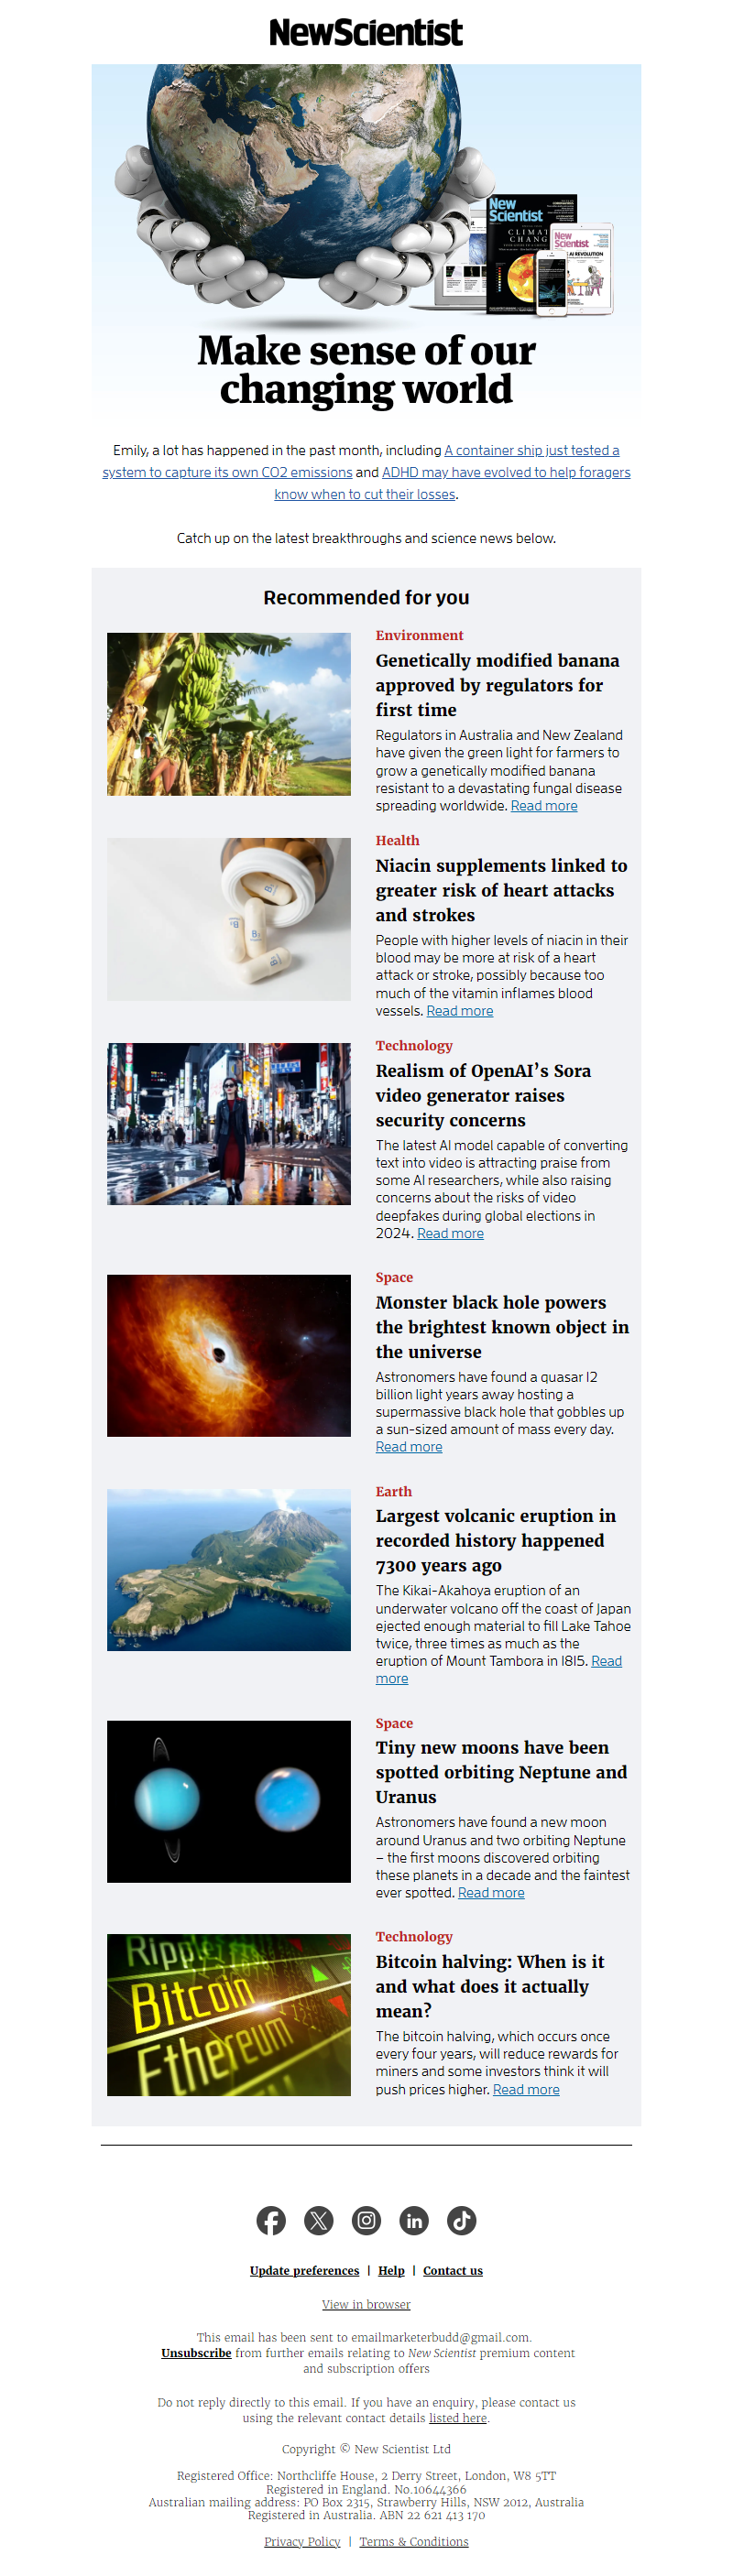 NewScientist
New
Scientist
CLIMAT
CHANG
New
Scientist
AI REVOLUTION
Make sense of our
changing world
Emily, a lot has happened in the past month, including A container ship just tested a
system to capture its own CO2 emissions and ADHD may have evolved to help foragers
know when to cut their losses.
Catch up on the latest breakthroughs and science news below.
Recommended for you
Environment
Genetically modified banana
approved by regulators for
first time
Regulators in Australia and New Zealand
have given the green light for farmers to
grow a genetically modified banana
resistant to a devastating fungal disease
spreading worldwide. Read more
Health
Niacin supplements linked to
greater risk of heart attacks
and strokes
People with higher levels of niacin in their
blood may be more at risk of a heart
attack or stroke, possibly because too
much of the vitamin inflames blood
vessels. Read more
Technology
Realism of OpenAI's Sora
video generator raises
security concerns
The latest AI model capable of converting
text into video is attracting praise from
some AI researchers, while also raising
concerns about the risks of video
deepfakes during global elections in
2024. Read more
Space
Monster black hole powers
the brightest known object in
the universe
Astronomers have found a quasar 12
billion light years away hosting a
supermassive black hole that gobbles up
a sun-sized amount of mass every day.
Read more
Earth
Largest volcanic eruption in
recorded history happened
7300 years ago
The Kikai-Akahoya eruption of an
underwater volcano off the coast of Japan
ejected enough material to fill Lake Tahoe
twice, three times as much as the
eruption of Mount Tambora in 1815. Read
more
Space
Tiny new moons have been
spotted orbiting Neptune and
Uranus
Astronomers have found a new moon
around Uranus and two orbiting Neptune
– the first moons discovered orbiting
these planets in a decade and the faintest
ever spotted. Read more
Ripple
Bitcoin
Ethereum
Technology
Bitcoin halving: When is it
and what does it actually
mean?
The bitcoin halving, which occurs once
every four years, will reduce rewards for
miners and some investors think it will
push prices higher. Read more
Update preferences | Help | Contact us
View in browser
This email has been sent to emailmarketerbudd@gmail.com.
Unsubscribe from further emails relating to New Scientist premium content
and subscription offers
Do not reply directly to this email. If you have an enquiry, please contact us
using the relevant contact details listed here.
Copyright © New Scientist Ltd
Registered Office: Northcliffe House, 2 Derry Street, London, W8 5TT
Registered in England. No.10644366
Australian mailing address: PO Box 2315, Strawberry Hills, NSW 2012, Australia
Registered in Australia. ABN 22 621 413 170
Privacy Policy | Terms & Conditions